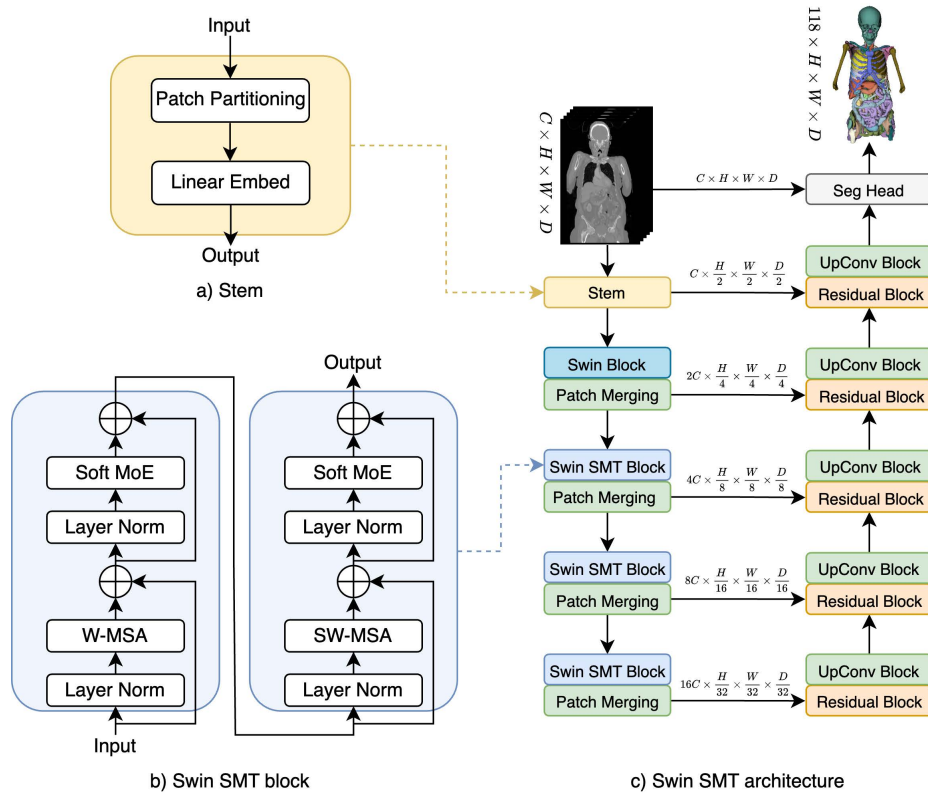 Input
Patch Partitioning
Linear Embed
Output
a) Stem
Output
Soft MoE
Layer Norm
W-MSA
Layer Norm
Input
Soft MoE
Layer Norm
SW-MSA
Layer Norm
b) Swin SMT block
C × H × W × D
118 × H × W × D
C × H × W × D
Seg Head
Stem
C × H/2 × W/2 × D/2
UpConv Block
Residual Block
Swin Block
Patch Merging
2C × H/4 × W/4 × D/4
UpConv Block
Residual Block
Swin SMT Block
Patch Merging
4C × H/8 × W/8 × D/8
UpConv Block
Residual Block
Swin SMT Block
Patch Merging
8C × H/16 × W/16 × D/16
UpConv Block
Residual Block
Swin SMT Block
Patch Merging
16C × H/32 × W/32 × D/32
UpConv Block
Residual Block
c) Swin SMT architecture